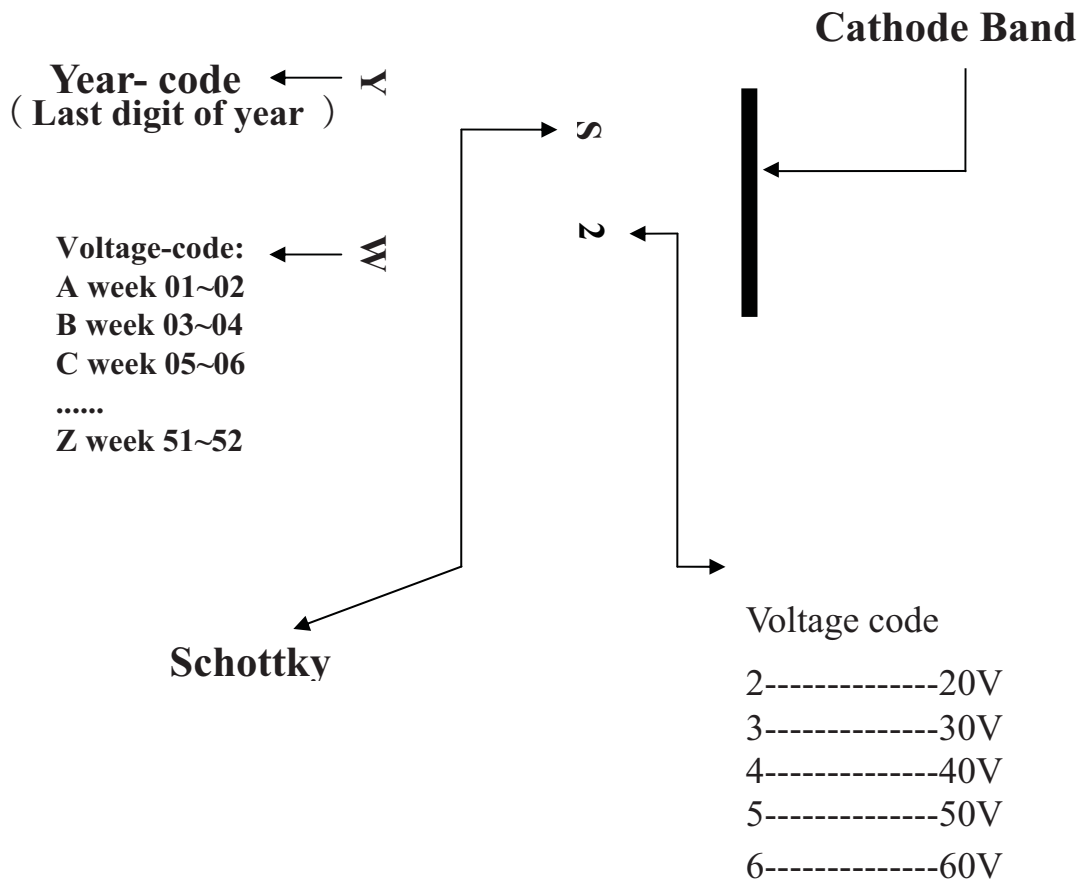 Cathode Band
Year- code
( Last digit of year )
Y
S
2
W
Voltage-code:
A week 01~02
B week 03~04
C week 05~06
......
Z week 51~52
Schottky
Voltage code
2--------------20V
3--------------30V
4--------------40V
5--------------50V
6--------------60V